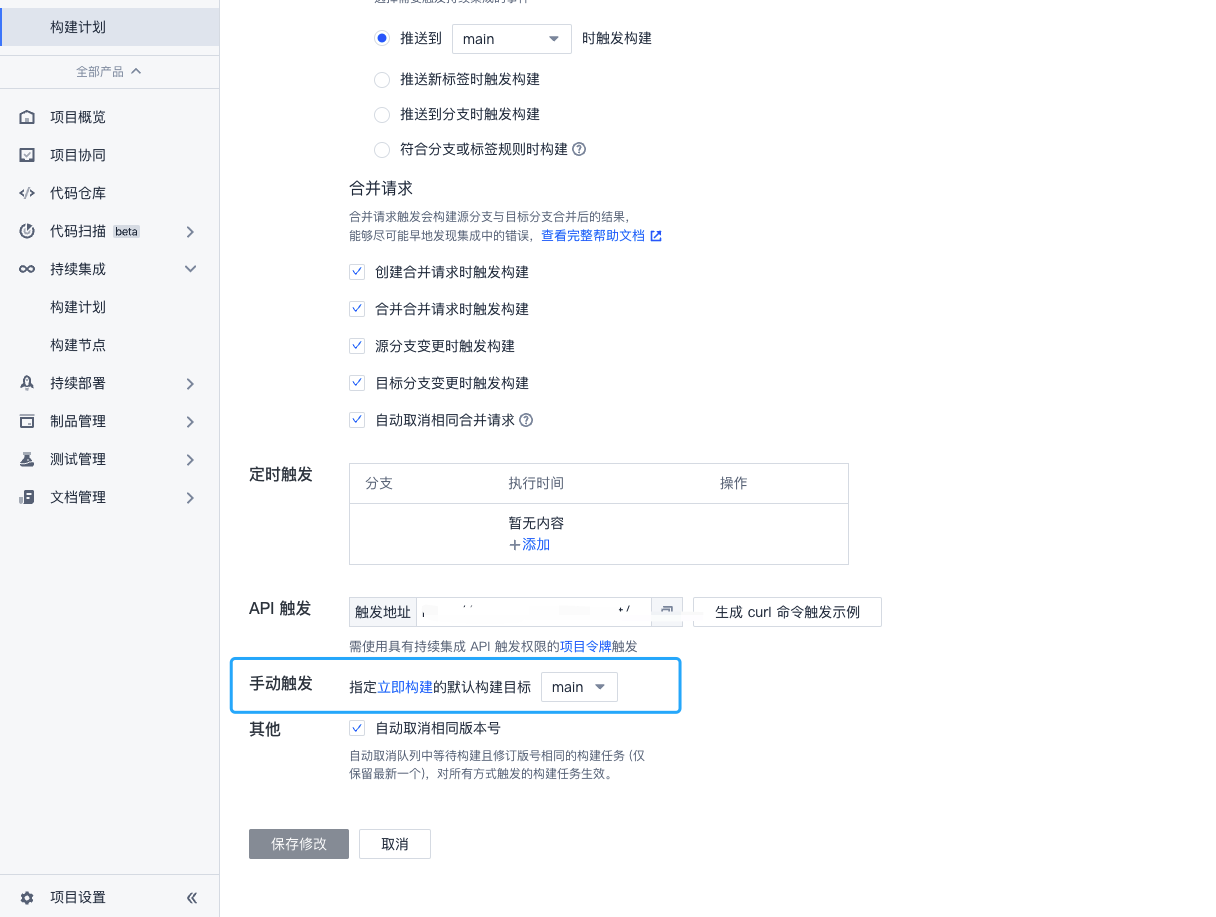 构建计划
全部产品
项目概览
项目协同
代码仓库
代码扫描 beta
持续集成
构建计划
构建节点
持续部署
制品管理
测试管理
文档管理
项目设置
选择需要触发持续集成的事件
推送到 main 时触发构建
推送新标签时触发构建
推送到分支时触发构建
符合分支或标签规则时构建
合并请求
合并请求触发会构建源分支与目标分支合并后的结果，
能够尽可能早地发现集成中的错误，查看完整帮助文档
创建合并请求时触发构建
合并合并请求时触发构建
源分支变更时触发构建
目标分支变更时触发构建
自动取消相同合并请求
定时触发
分支 执行时间 操作
暂无内容
+添加
API 触发
触发地址
生成 curl 命令触发示例
需使用具有持续集成 API 触发权限的项目令牌触发
手动触发
指定立即构建的默认构建目标 main
其他
自动取消相同版本号
自动取消队列中等待构建且修订版号相同的构建任务 (仅
保留最新一个)，对所有方式触发的构建任务生效。
保存修改 取消